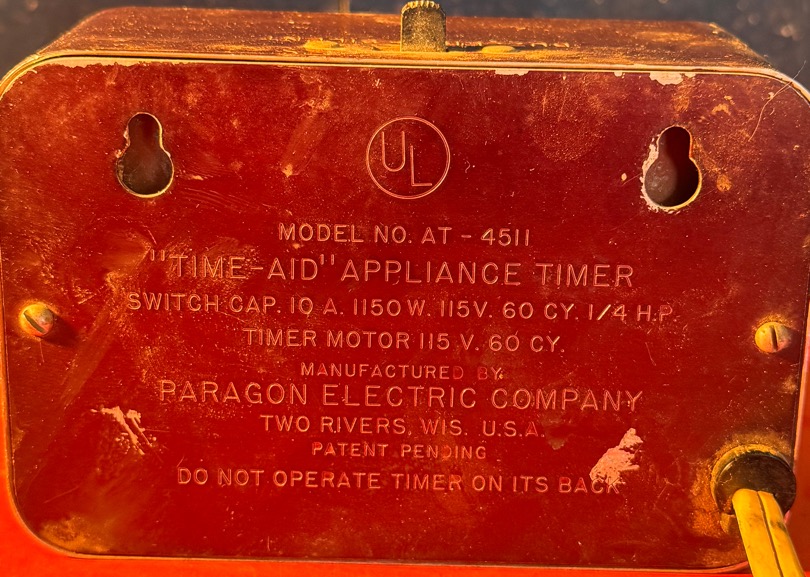 UL
MODEL NO. AT - 4511
"TIME-AID" APPLIANCE TIMER
SWITCH CAP. 10 A. 1150 W. 115V. 60 CY. 1/4 H.P.
TIMER MOTOR 115 V. 60 CY.
MANUFACTURED BY
PARAGON ELECTRIC COMPANY
TWO RIVERS, WIS. U.S.A.
PATENT PENDING
DO NOT OPERATE TIMER ON ITS BACK